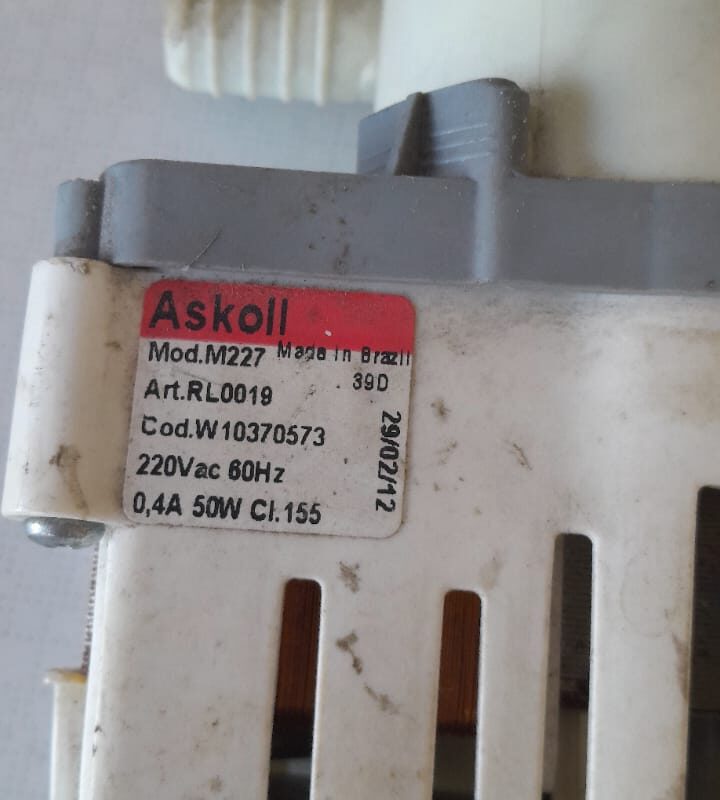 Askoll
Mod.M227 Made in Brazil
39D
Art.RL0019
Cod.W10370573
220Vac 60Hz
0,4A 50W Cl.155
29/02/12